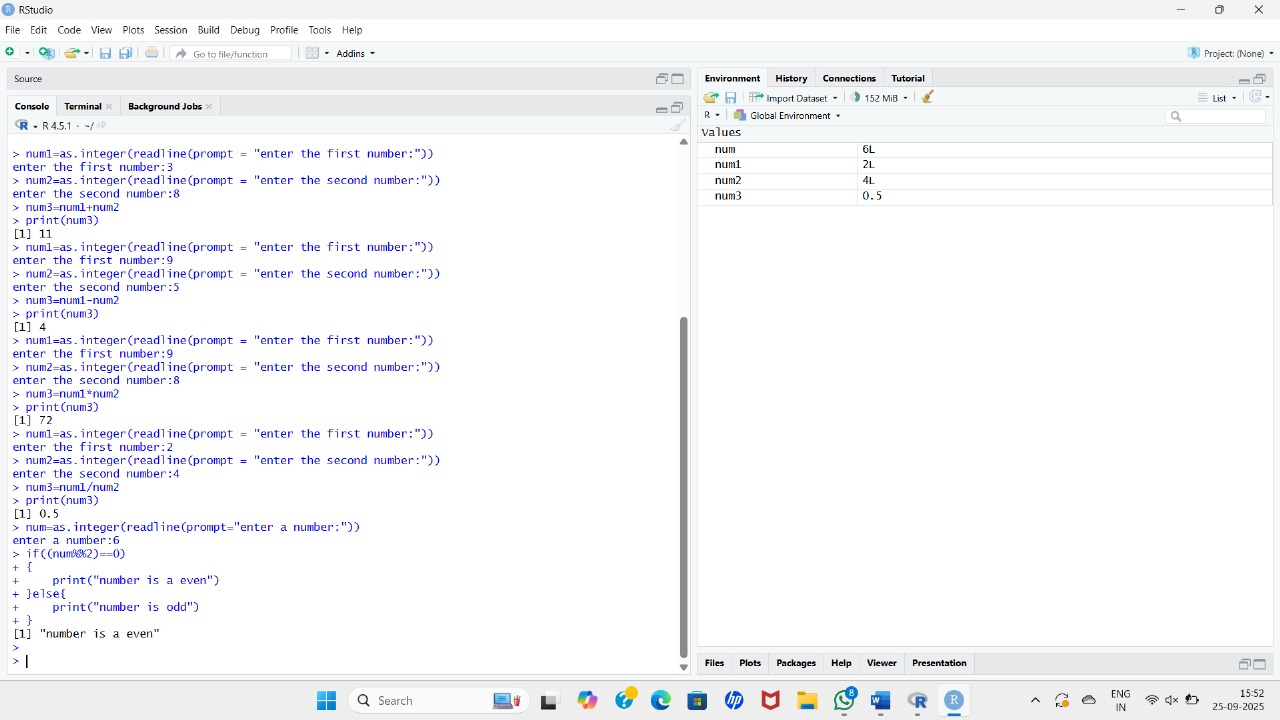 RStudio
File Edit Code View Plots Session Build Debug Profile Tools Help
Go to file/function Addins Project: (None)
Source
Console Terminal Background Jobs
R R 4.5.1 · ~/
> num1=as.integer(readline(prompt = "enter the first number:"))
enter the first number:3
> num2=as.integer(readline(prompt = "enter the second number:"))
enter the second number:8
> num3=num1+num2
> print(num3)
[1] 11
> num1=as.integer(readline(prompt = "enter the first number:"))
enter the first number:9
> num2=as.integer(readline(prompt = "enter the second number:"))
enter the second number:5
> num3=num1-num2
> print(num3)
[1] 4
> num1=as.integer(readline(prompt = "enter the first number:"))
enter the first number:9
> num2=as.integer(readline(prompt = "enter the second number:"))
enter the second number:8
> num3=num1*num2
> print(num3)
[1] 72
> num1=as.integer(readline(prompt = "enter the first number:"))
enter the first number:2
> num2=as.integer(readline(prompt = "enter the second number:"))
enter the second number:4
> num3=num1/num2
> print(num3)
[1] 0.5
> num=as.integer(readline(prompt="enter a number:"))
enter a number:6
> if((num%%2)==0)
+ {
+     print("number is a even")
+ }else{
+     print("number is odd")
+ }
[1] "number is a even"
>
>
Environment History Connections Tutorial
Import Dataset 152 MiB List
R Global Environment
Values
num 6L
num1 2L
num2 4L
num3 0.5
Files Plots Packages Help Viewer Presentation
Search 8 ENG IN 15:52 25-09-2025